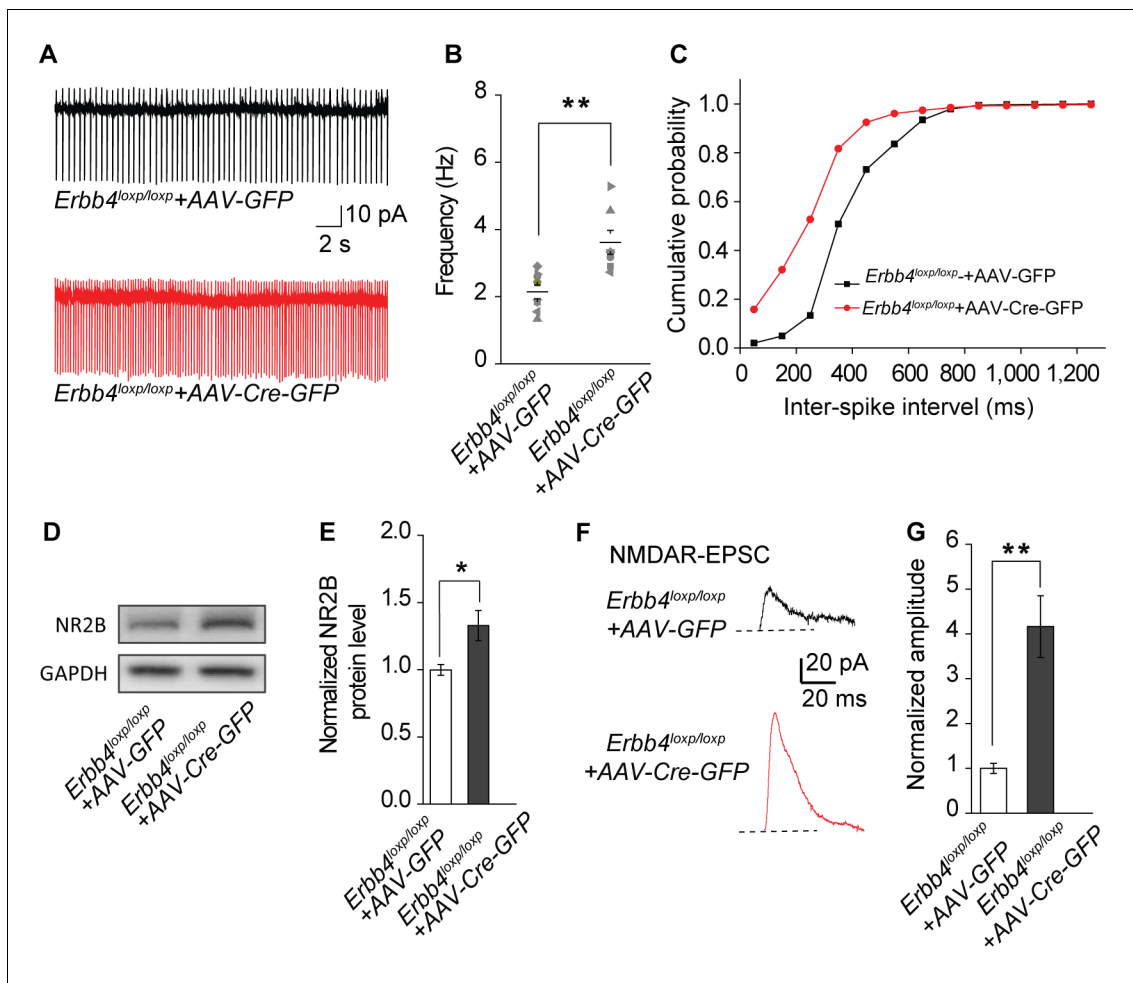 A
Erbb4loxp/loxp+AAV-GFP
10 pA
2 s
Erbb4loxp/loxp+AAV-Cre-GFP
B
**
8
6
4
2
0
Frequency (Hz)
Erbb4loxp/loxp
+AAV-GFP
Erbb4loxp/loxp
+AAV-Cre-GFP
C
1.0
0.8
0.6
0.4
0.2
0.0
Cumulative probability
Erbb4loxp/loxp-+AAV-GFP
Erbb4loxp/loxp+AAV-Cre-GFP
0 200 400 600 800 1,000 1,200
Inter-spike intervel (ms)
D
NR2B
GAPDH
Erbb4loxp/loxp
+AAV-GFP
Erbb4loxp/loxp
+AAV-Cre-GFP
E
2.0
1.5
1.0
0.5
0.0
*
Normalized NR2B
protein level
Erbb4loxp/loxp
+AAV-GFP
Erbb4loxp/loxp
+AAV-Cre-GFP
F
NMDAR-EPSC
Erbb4loxp/loxp
+AAV-GFP
20 pA
20 ms
Erbb4loxp/loxp
+AAV-Cre-GFP
G
6
5
4
3
2
1
0
**
Normalized amplitude
Erbb4loxp/loxp
+AAV-GFP
Erbb4loxp/loxp
+AAV-Cre-GFP